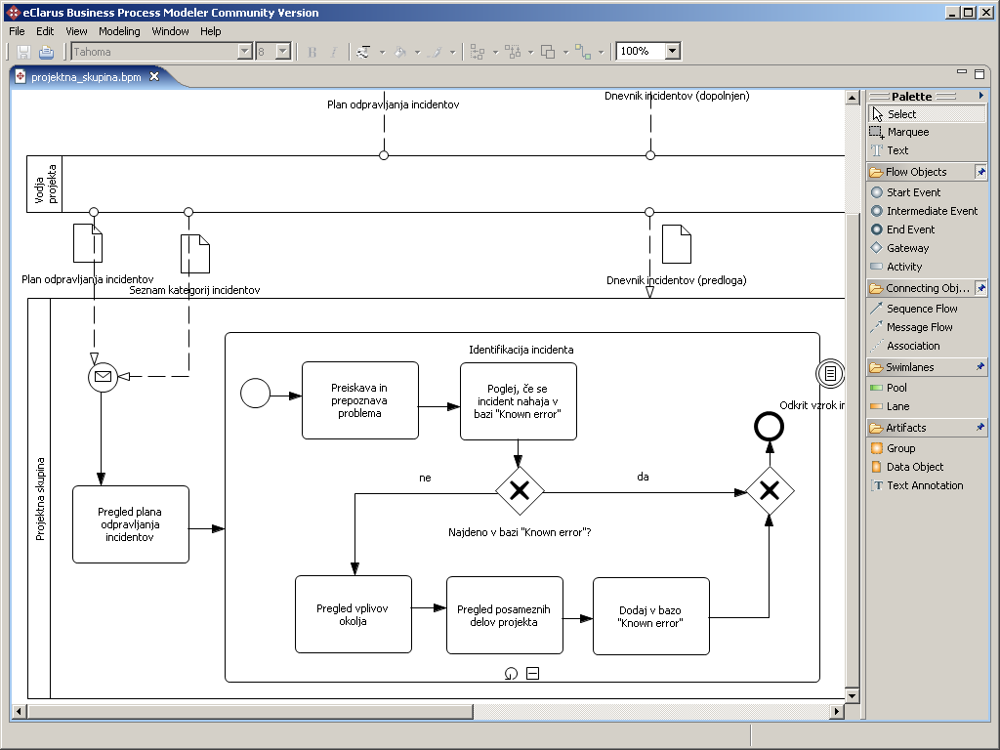 eClarus Business Process Modeler Community Version
File Edit View Modeling Window Help
Tahoma 8 B I 100%
projektna_skupina.bpm
Plan odpravljanja incidentov
Dnevnik incidentov (dopolnjen)
Vodja
projekta
Plan odpravljanja incidentov
Seznam kategorij incidentov
Dnevnik incidentov (predloga)
Projektna skupina
Identifikacija incidenta
Preiskava in
prepoznava
problema
Poglej, če se
incident nahaja v
bazi "Known error"
Odkrit vzrok in
ne
da
Najdeno v bazi "Known error"?
Pregled plana
odpravljanja
incidentov
Pregled vplivov
okolja
Pregled posameznih
delov projekta
Dodaj v bazo
"Known error"
Palette
Select
Marquee
Text
Flow Objects
Start Event
Intermediate Event
End Event
Gateway
Activity
Connecting Obj...
Sequence Flow
Message Flow
Association
Swimlanes
Pool
Lane
Artifacts
Group
Data Object
Text Annotation